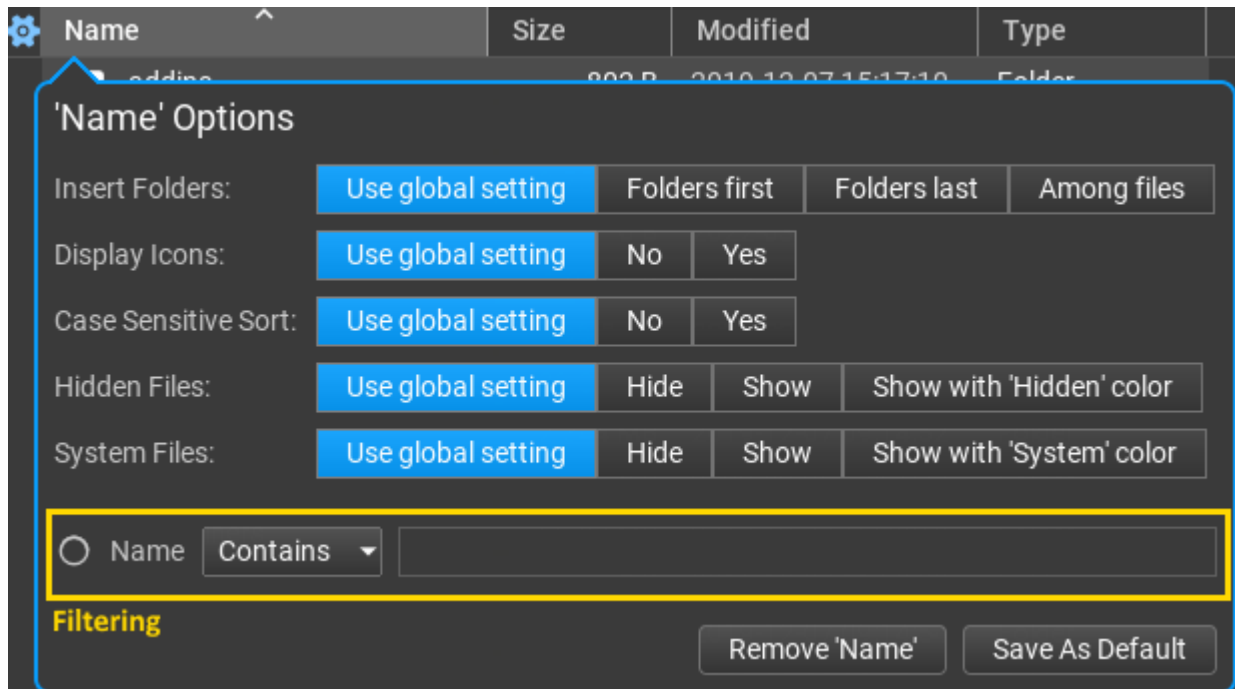 Name Size Modified Type
'Name' Options
Insert Folders: Use global setting Folders first Folders last Among files
Display Icons: Use global setting No Yes
Case Sensitive Sort: Use global setting No Yes
Hidden Files: Use global setting Hide Show Show with 'Hidden' color
System Files: Use global setting Hide Show Show with 'System' color
Name Contains
Filtering
Remove 'Name' Save As Default